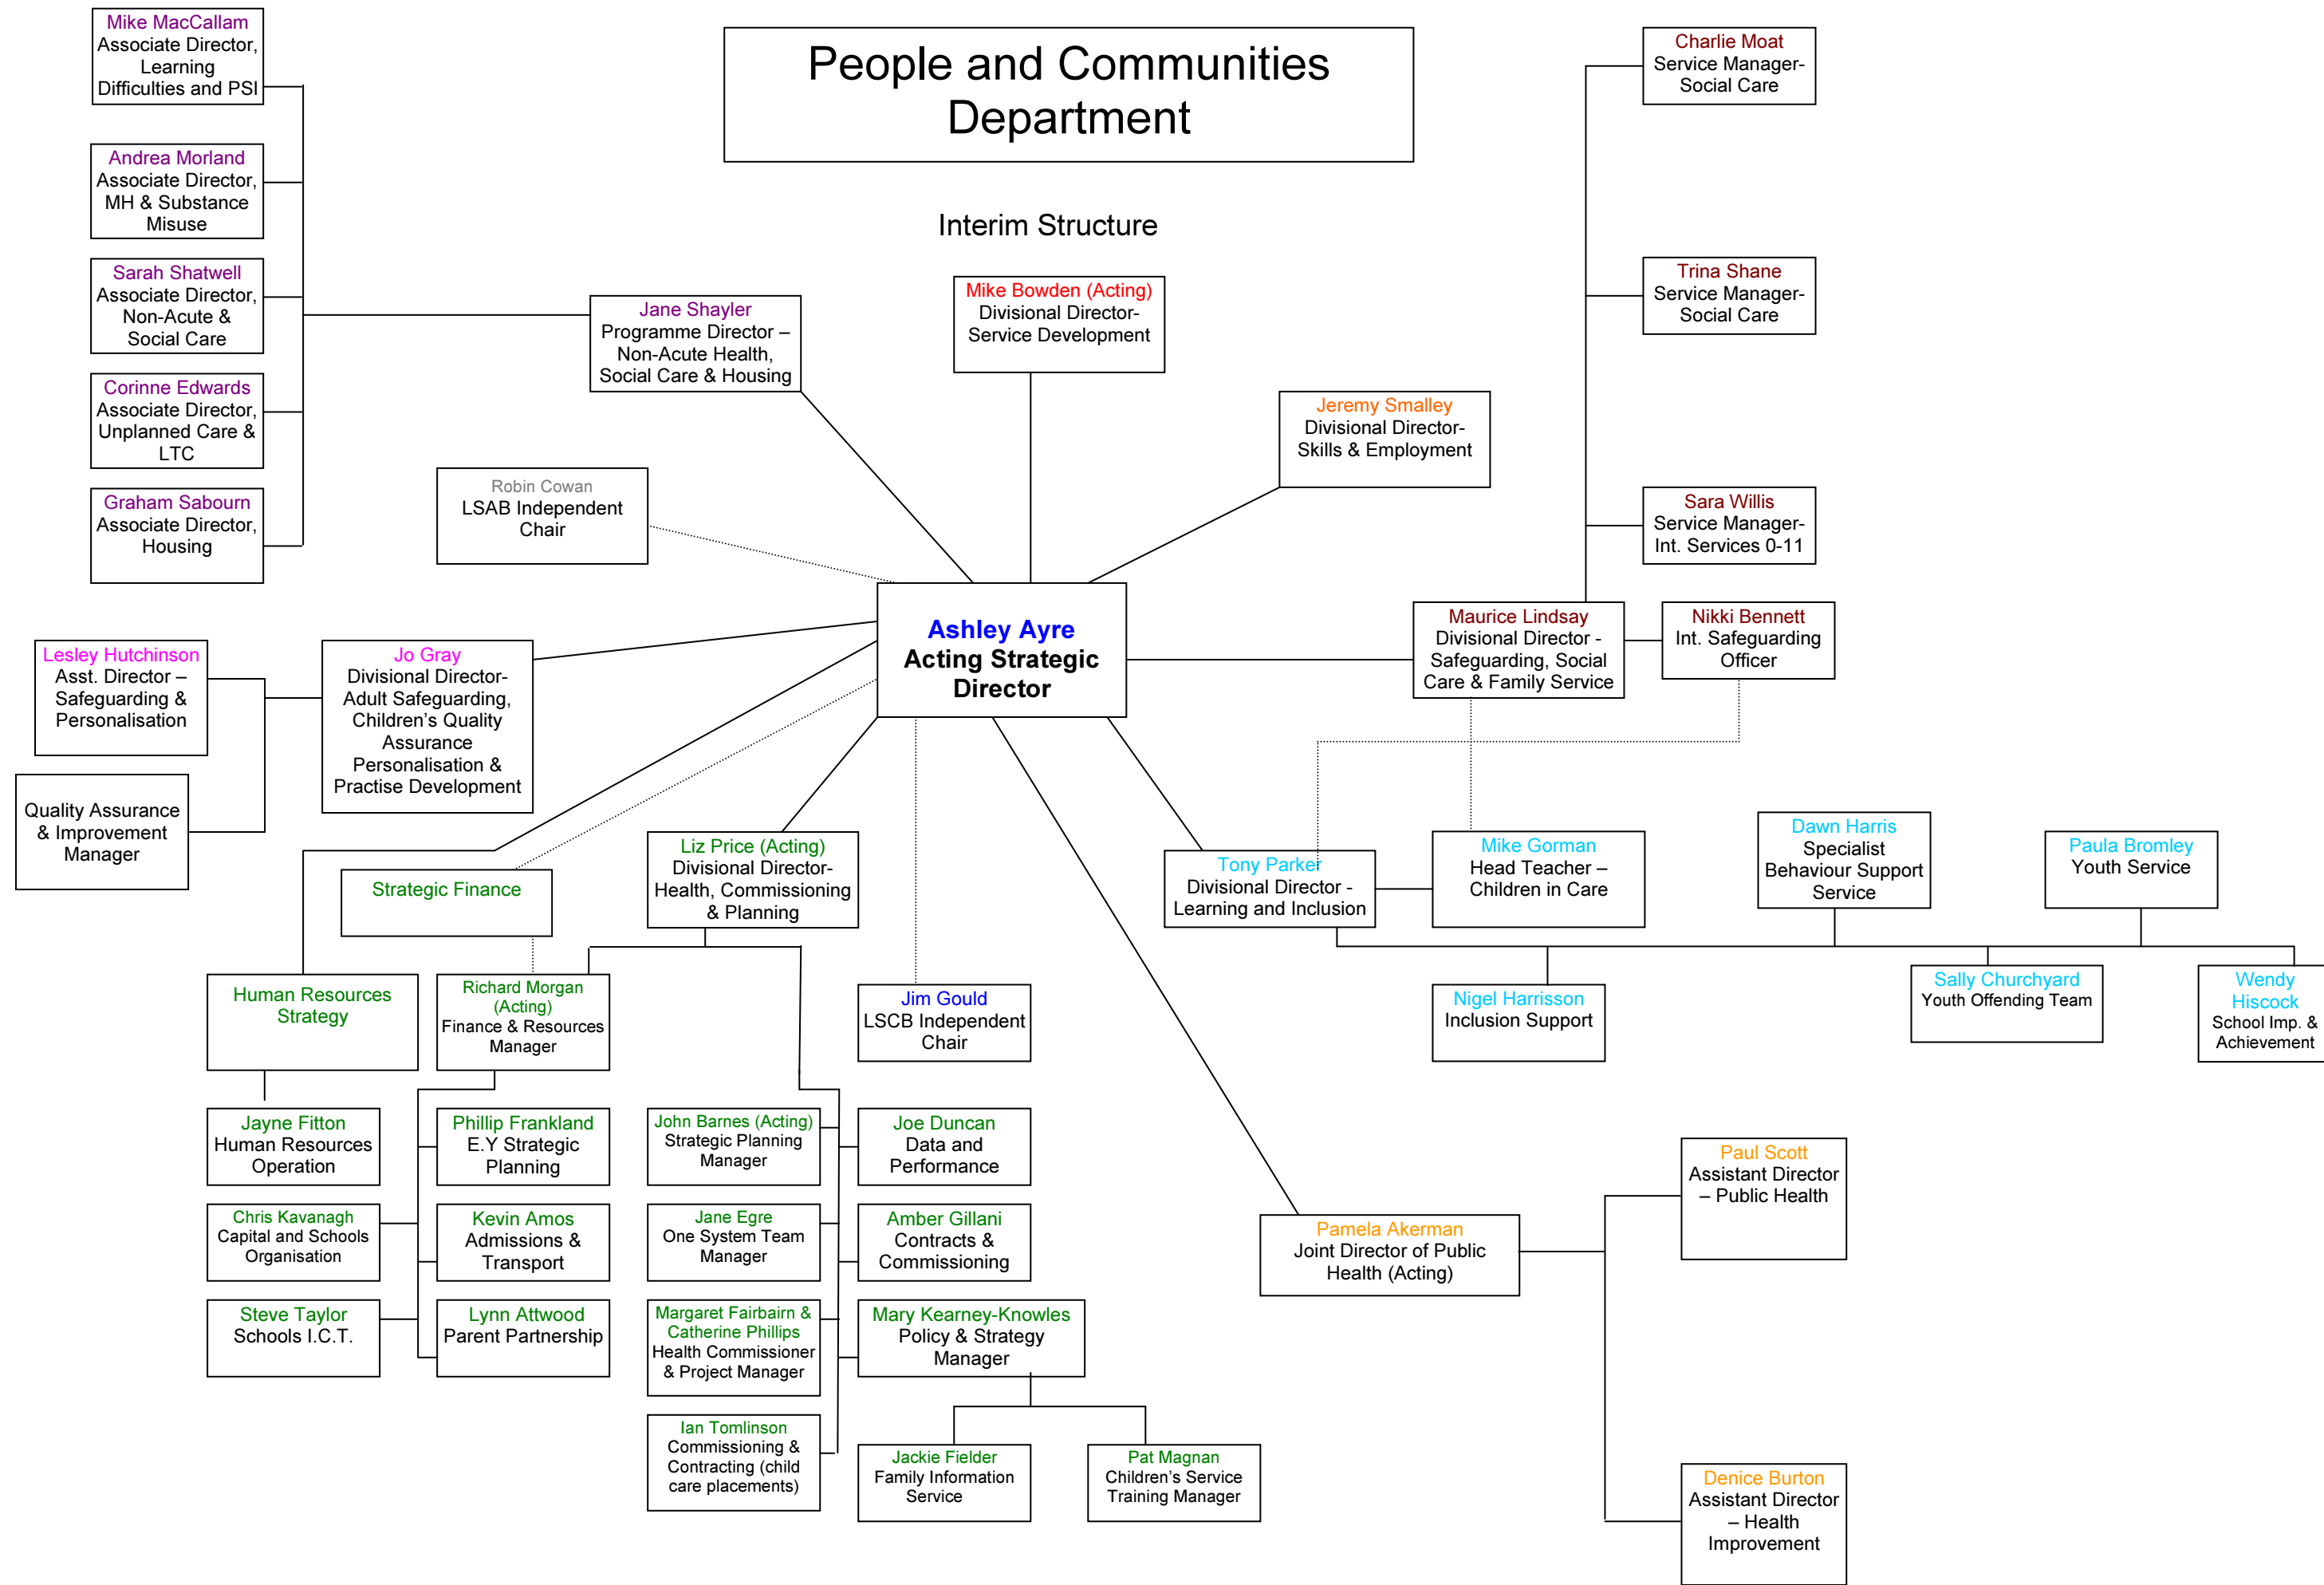 People and Communities
Department
Interim Structure
Mike MacCallam
Associate Director,
Learning
Difficulties and PSI
Andrea Morland
Associate Director,
MH & Substance
Misuse
Sarah Shatwell
Associate Director,
Non-Acute &
Social Care
Corinne Edwards
Associate Director,
Unplanned Care &
LTC
Graham Sabourn
Associate Director,
Housing
Jane Shayler
Programme Director –
Non-Acute Health,
Social Care & Housing
Mike Bowden (Acting)
Divisional Director-
Service Development
Jeremy Smalley
Divisional Director-
Skills & Employment
Charlie Moat
Service Manager-
Social Care
Trina Shane
Service Manager-
Social Care
Sara Willis
Service Manager-
Int. Services 0-11
Robin Cowan
LSAB Independent
Chair
Ashley Ayre
Acting Strategic
Director
Maurice Lindsay
Divisional Director -
Safeguarding, Social
Care & Family Service
Nikki Bennett
Int. Safeguarding
Officer
Lesley Hutchinson
Asst. Director –
Safeguarding &
Personalisation
Quality Assurance
& Improvement
Manager
Jo Gray
Divisional Director-
Adult Safeguarding,
Children's Quality
Assurance
Personalisation &
Practise Development
Strategic Finance
Liz Price (Acting)
Divisional Director-
Health, Commissioning
& Planning
Tony Parker
Divisional Director -
Learning and Inclusion
Mike Gorman
Head Teacher –
Children in Care
Dawn Harris
Specialist
Behaviour Support
Service
Paula Bromley
Youth Service
Human Resources
Strategy
Richard Morgan
(Acting)
Finance & Resources
Manager
Jim Gould
LSCB Independent
Chair
Nigel Harrisson
Inclusion Support
Sally Churchyard
Youth Offending Team
Wendy
Hiscock
School Imp. &
Achievement
Jayne Fitton
Human Resources
Operation
Phillip Frankland
E.Y Strategic
Planning
John Barnes (Acting)
Strategic Planning
Manager
Joe Duncan
Data and
Performance
Chris Kavanagh
Capital and Schools
Organisation
Kevin Amos
Admissions &
Transport
Jane Egre
One System Team
Manager
Amber Gillani
Contracts &
Commissioning
Steve Taylor
Schools I.C.T.
Lynn Attwood
Parent Partnership
Margaret Fairbairn &
Catherine Phillips
Health Commissioner
& Project Manager
Mary Kearney-Knowles
Policy & Strategy
Manager
Ian Tomlinson
Commissioning &
Contracting (child
care placements)
Jackie Fielder
Family Information
Service
Pat Magnan
Children's Service
Training Manager
Pamela Akerman
Joint Director of Public
Health (Acting)
Paul Scott
Assistant Director
– Public Health
Denice Burton
Assistant Director
– Health
Improvement